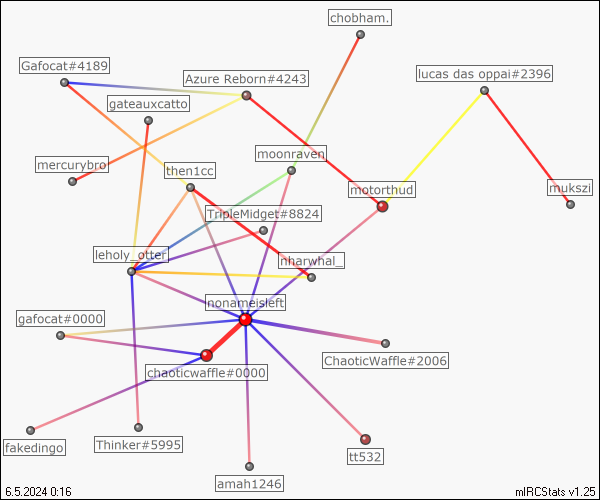 chobham.
Gafocat#4189
Azure Reborn#4243
lucas das oppai#2396
gateauxcatto
moonraven
mercurybro
then1cc
motorthud
mukszi
TripleMidget#8824
leholy_otter
nharwhal_
nonameisleft
gafocat#0000
ChaoticWaffle#2006
chaoticwaffle#0000
fakedingo
Thinker#5995
tt532
amah1246
6.5.2024 0:16
mIRCStats v1.25